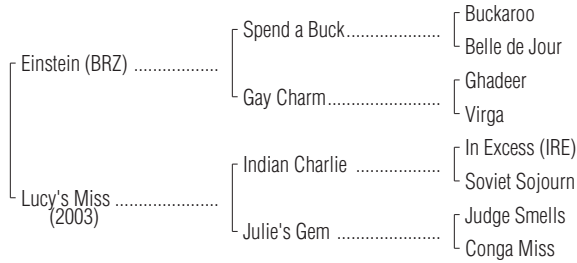 Buckaroo
Spend a Buck.....................
Belle de Jour
Einstein (BRZ) ..................
Ghadeer
Gay Charm.........................
Virga
In Excess (IRE)
Indian Charlie ...................
Soviet Sojourn
Lucy's Miss ......................
(2003)
Judge Smells
Julie's Gem .......................
Conga Miss